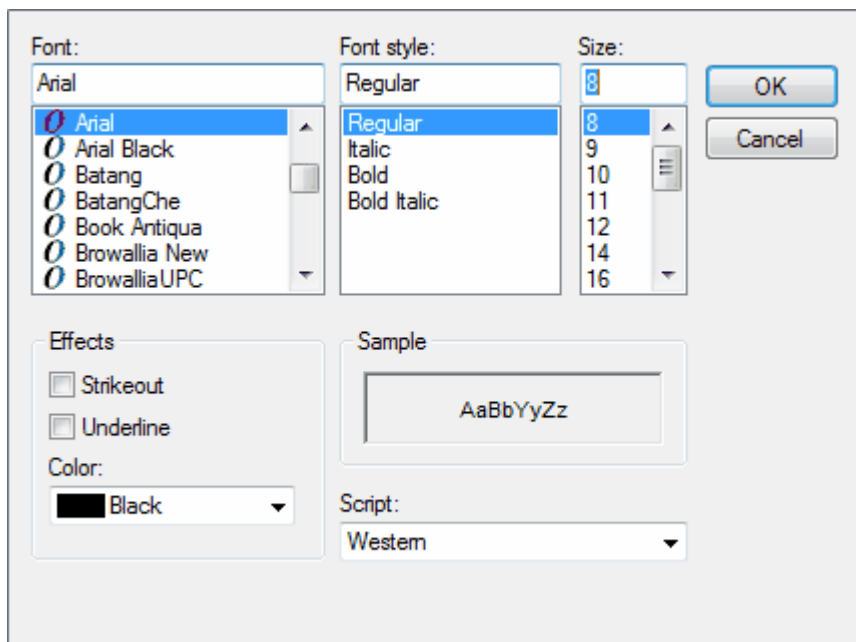 Font:
Arial
Arial
Arial Black
Batang
BatangChe
Book Antiqua
Browallia New
BrowalliaUPC
Font style:
Regular
Regular
Italic
Bold
Bold Italic
Size:
8
8
9
10
11
12
14
16
OK
Cancel
Effects
Strikeout
Underline
Color:
Black
Sample
AaBbYyZz
Script:
Western